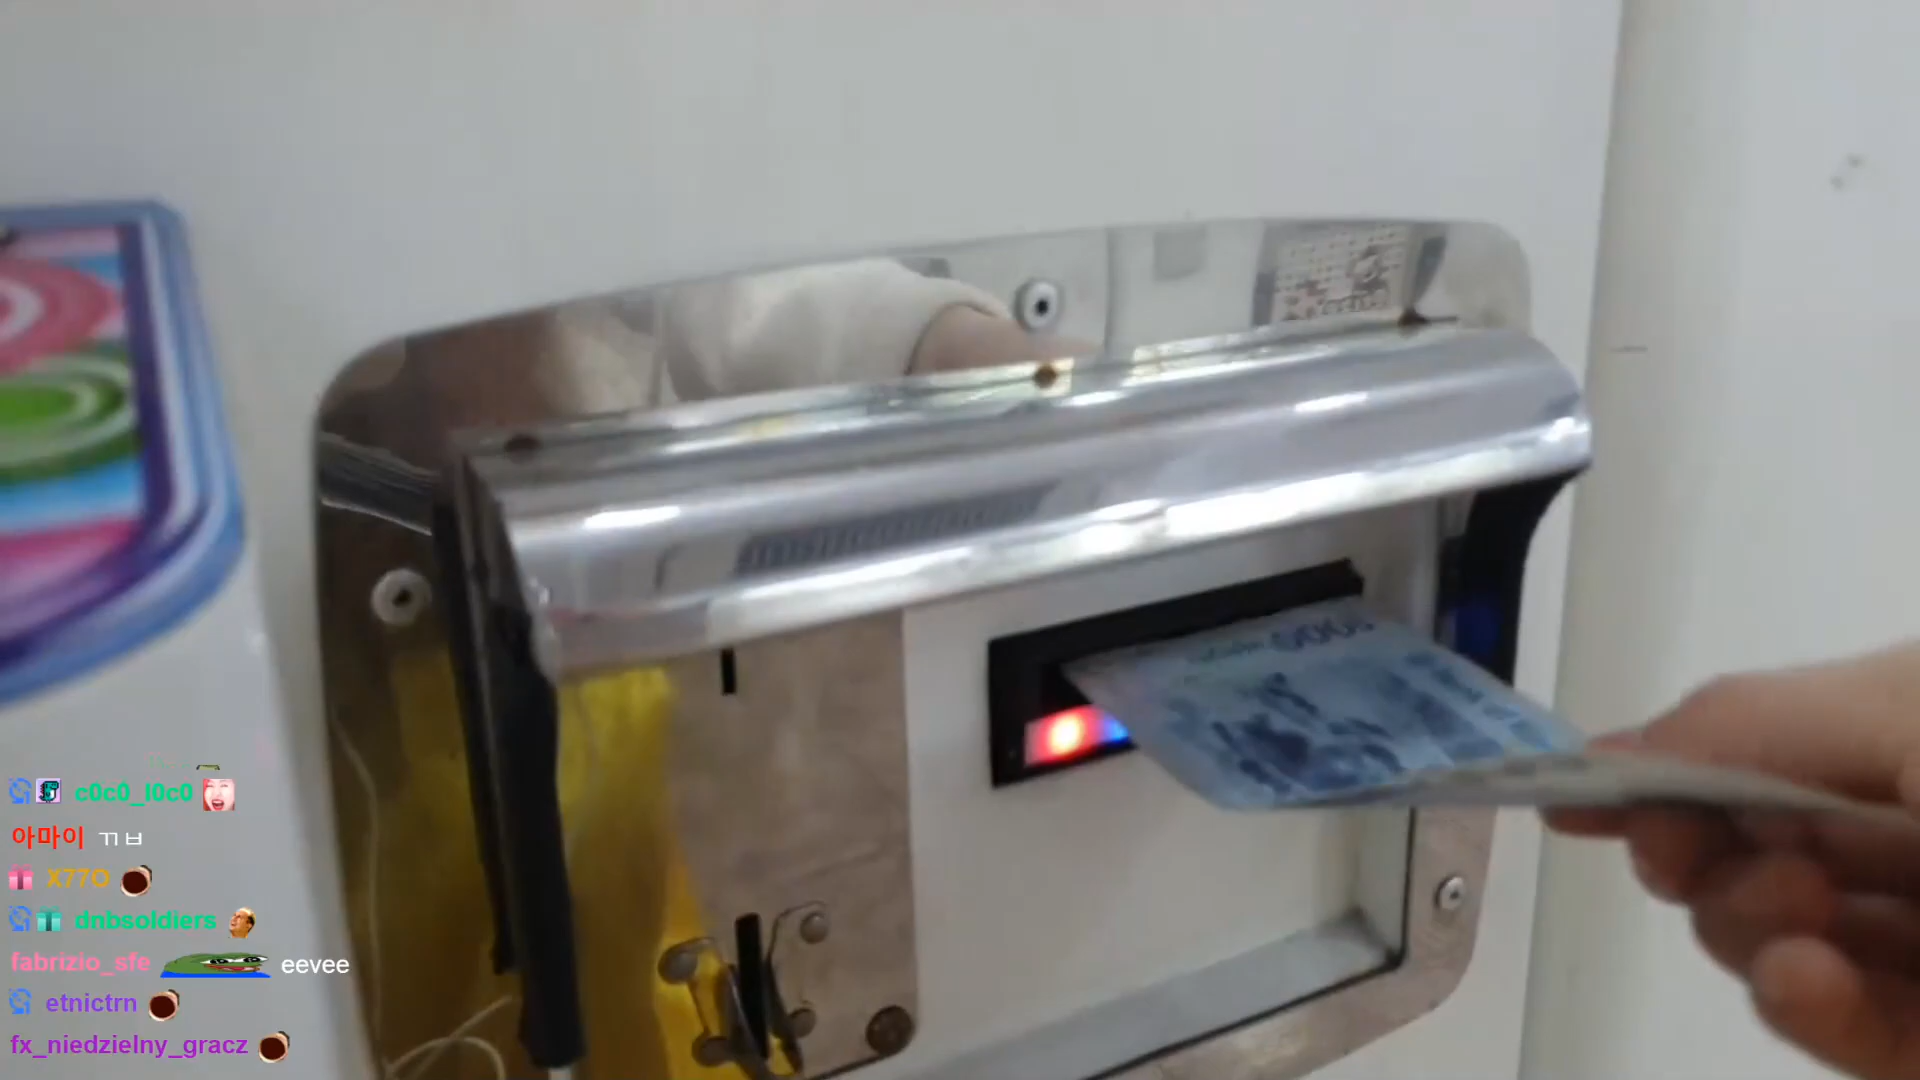 c0c0_l0c0
아마이 ㄲㅂ
X77O
dnbsoldiers
fabrizio_sfe eevee
etnictrn
fx_niedzielny_gracz